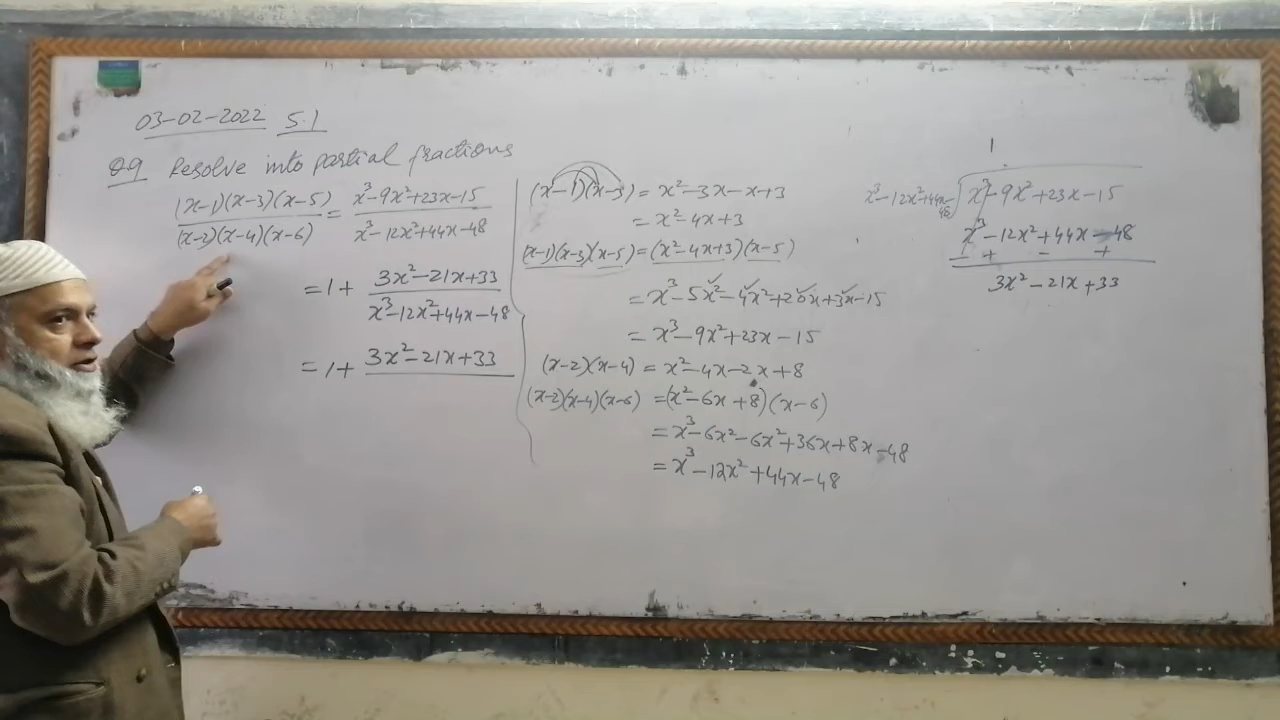 03-02-2022 5.1
Q9 Resolve into partial fractions
(x-1)(x-3)(x-5) / (x-2)(x-4)(x-6) = x³-9x²+23x-15 / x³-12x²+44x-48
= 1 + 3x²-21x+33 / x³-12x²+44x-48
= 1 + 3x²-21x+33
(x-1)(x-3) = x²-3x-x+3
= x²-4x+3
(x-1)(x-3)(x-5) = (x²-4x+3)(x-5)
= x³-5x²-4x²+20x+3x-15
= x³-9x²+23x-15
(x-2)(x-4) = x²-4x-2x+8
(x-2)(x-4)(x-6) = (x²-6x+8)(x-6)
= x³-6x²-6x²+36x+8x-48
= x³-12x²+44x-48
1
x³-12x²+44x-48 ) x³-9x²+23x-15
x³-12x²+44x-48
- + - +
3x²-21x+33